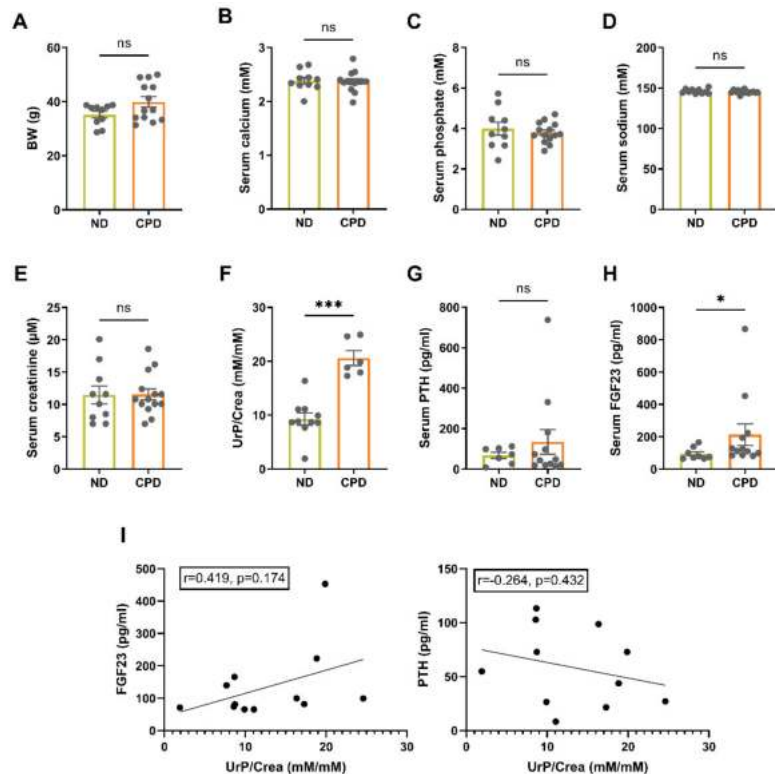 A
BW (g)
60
40
20
0
ns
ND CPD
B
Serum calcium (mM)
3
2
1
0
ns
ND CPD
C
Serum phosphate (mM)
8
6
4
2
0
ns
ND CPD
D
Serum sodium (mM)
200
150
100
50
0
ns
ND CPD
E
Serum creatinine (μM)
25
20
15
10
5
0
ns
ND CPD
F
UrP/Crea (mM/mM)
30
20
10
0
***
ND CPD
G
Serum PTH (pg/ml)
800
600
400
200
0
ns
ND CPD
H
Serum FGF23 (pg/ml)
1000
800
600
400
200
0
*
ND CPD
I
FGF23 (pg/ml)
500
400
300
200
100
0
r=0.419, p=0.174
0 10 20 30
UrP/Crea (mM/mM)
PTH (pg/ml)
150
100
50
0
r=-0.264, p=0.432
0 10 20 30
UrP/Crea (mM/mM)